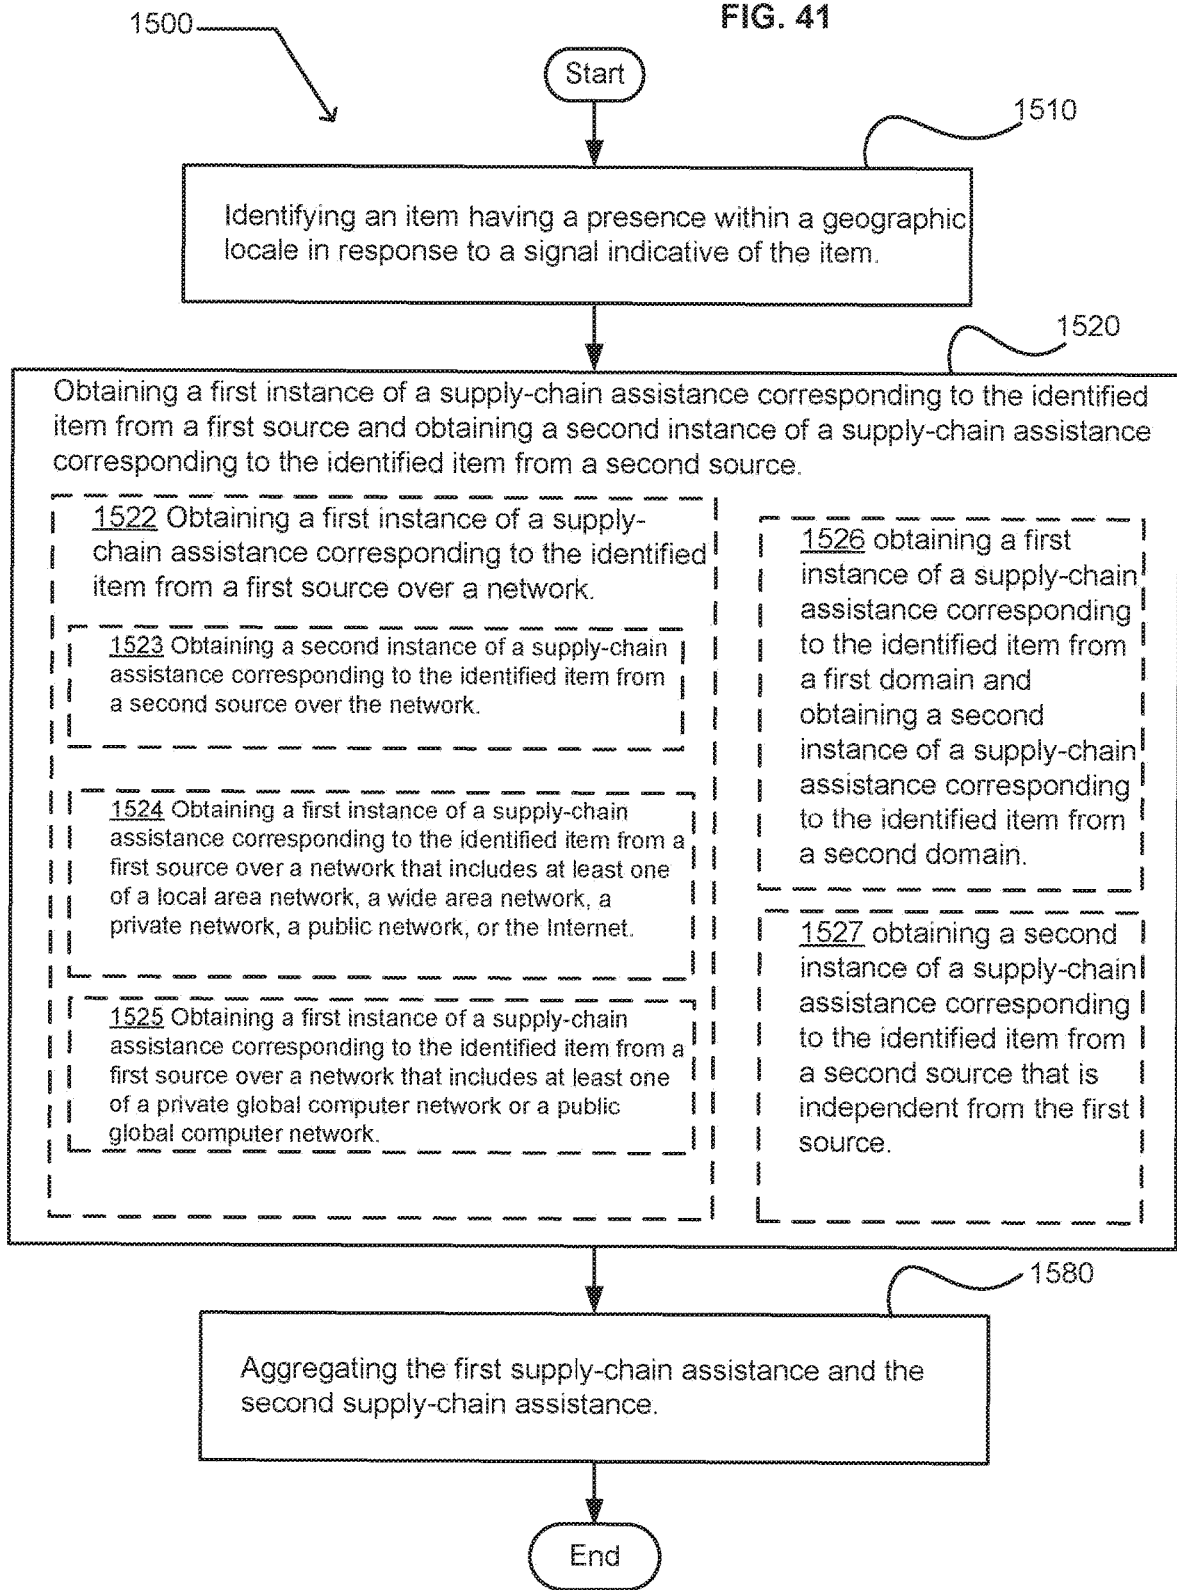 FIG. 41
1500
Start
1510
Identifying an item having a presence within a geographic
locale in response to a signal indicative of the item.
1520
Obtaining a first instance of a supply-chain assistance corresponding to the identified
item from a first source and obtaining a second instance of a supply-chain assistance
corresponding to the identified item from a second source.
1522 Obtaining a first instance of a supply-
chain assistance corresponding to the identified
item from a first source over a network.
1523 Obtaining a second instance of a supply-chain
assistance corresponding to the identified item from
a second source over the network.
1524 Obtaining a first instance of a supply-chain
assistance corresponding to the identified item from a
first source over a network that includes at least one
of a local area network, a wide area network, a
private network, a public network, or the Internet.
1525 Obtaining a first instance of a supply-chain
assistance corresponding to the identified item from a
first source over a network that includes at least one
of a private global computer network or a public
global computer network.
1526 obtaining a first
instance of a supply-chain
assistance corresponding
to the identified item from
a first domain and
obtaining a second
instance of a supply-chain
assistance corresponding
to the identified item from
a second domain.
1527 obtaining a second
instance of a supply-chain
assistance corresponding
to the identified item from
a second source that is
independent from the first
source.
1580
Aggregating the first supply-chain assistance and the
second supply-chain assistance.
End